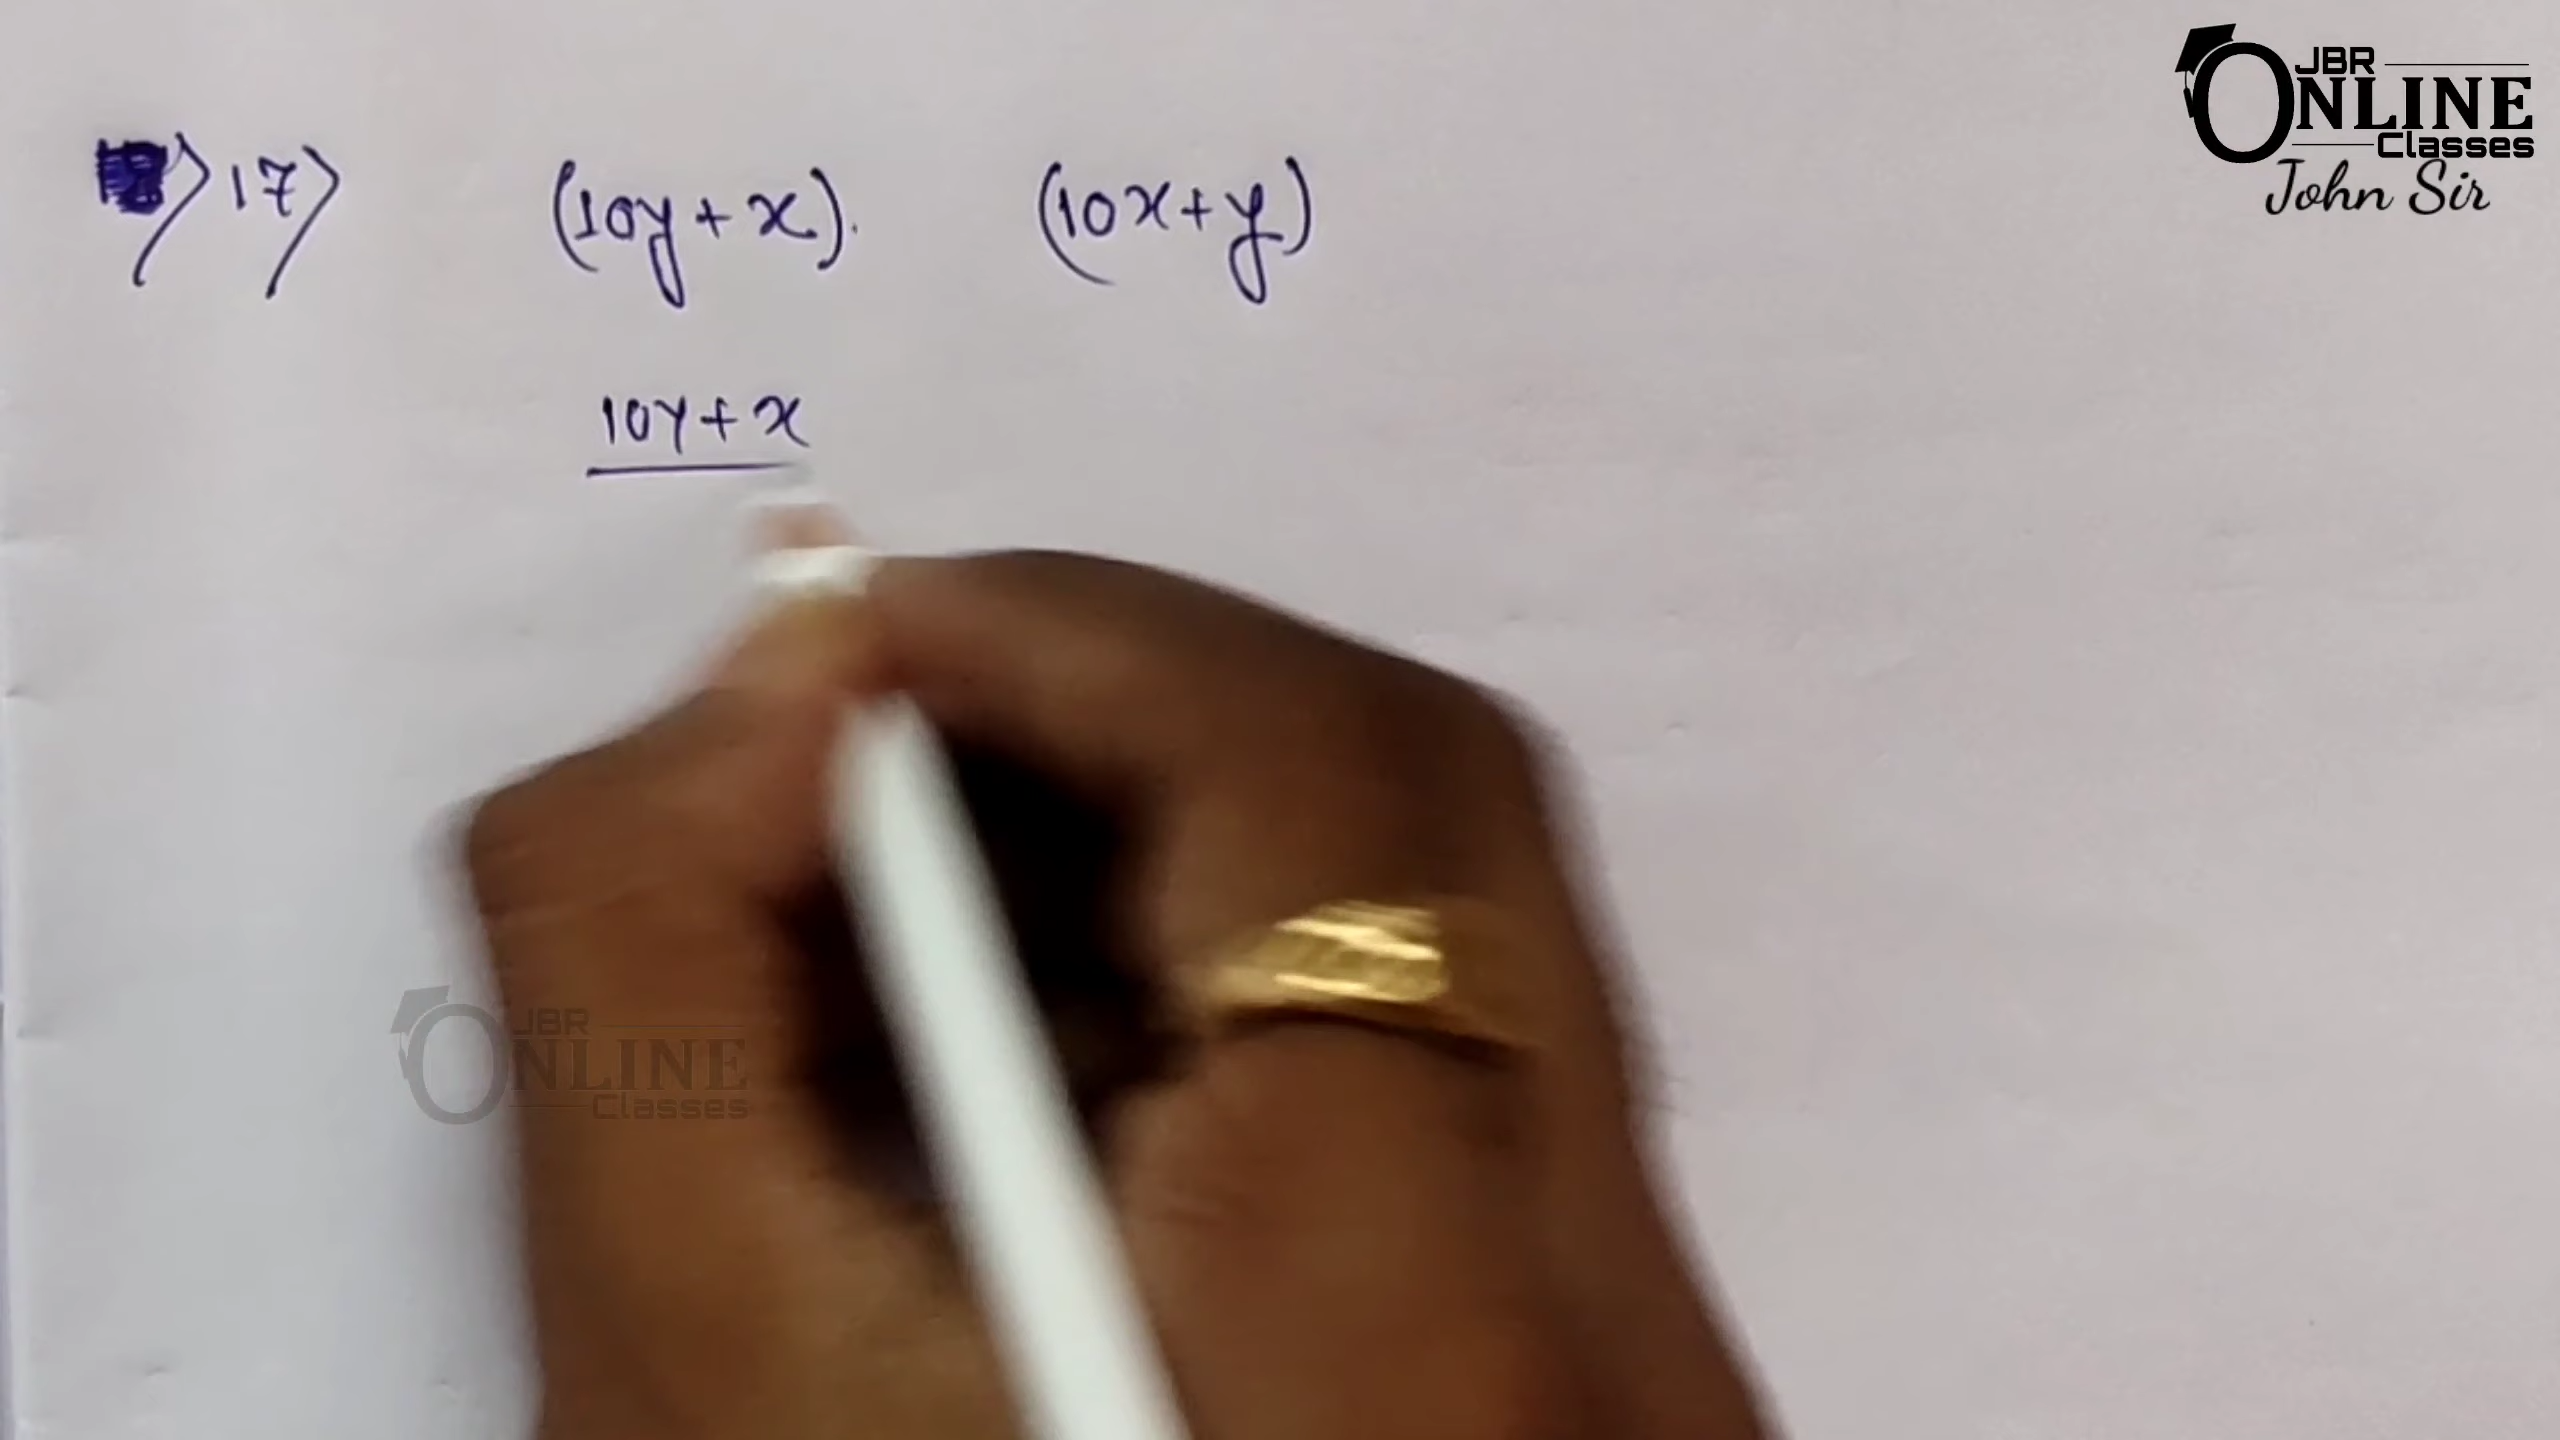 JBR
ONLINE
Classes
John Sir
17 (10y + x). (10x + y)
10y + x
JBR
ONLINE
Classes